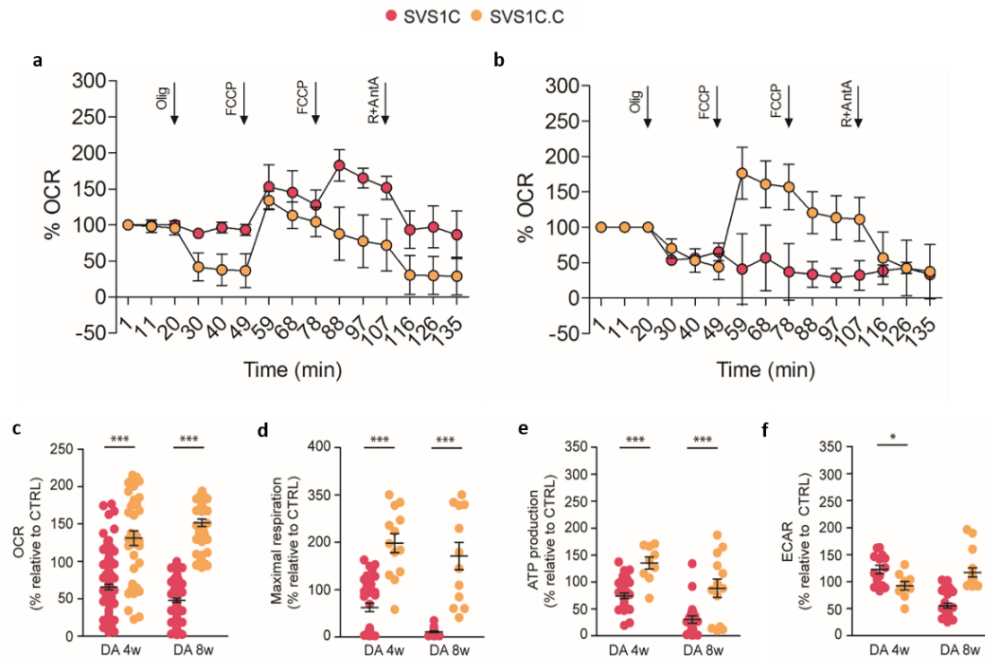 SVS1C SVS1C.C
a
300
250
200
150
100
50
0
-50
% OCR
Olig
FCCP
FCCP
R+AntA
1 11 20 30 40 49 59 68 78 88 97 107 116 126 135
Time (min)
b
300
250
200
150
100
50
0
-50
% OCR
Olig
FCCP
FCCP
R+AntA
1 11 20 30 40 49 59 68 78 88 97 107 116 126 135
Time (min)
c
OCR
(% relative to CTRL)
250
200
150
100
50
0
*** ***
DA 4w DA 8w
d
Maximal respiration
(% relative to CTRL)
400
350
200
100
0
*** ***
DA 4w DA 8w
e
ATP production
(% relative to CTRL)
350
300
250
200
150
100
50
0
*** ***
DA 4w DA 8w
f
ECAR
(% relative to CTRL)
350
300
250
200
150
100
50
0
*
DA 4w DA 8w